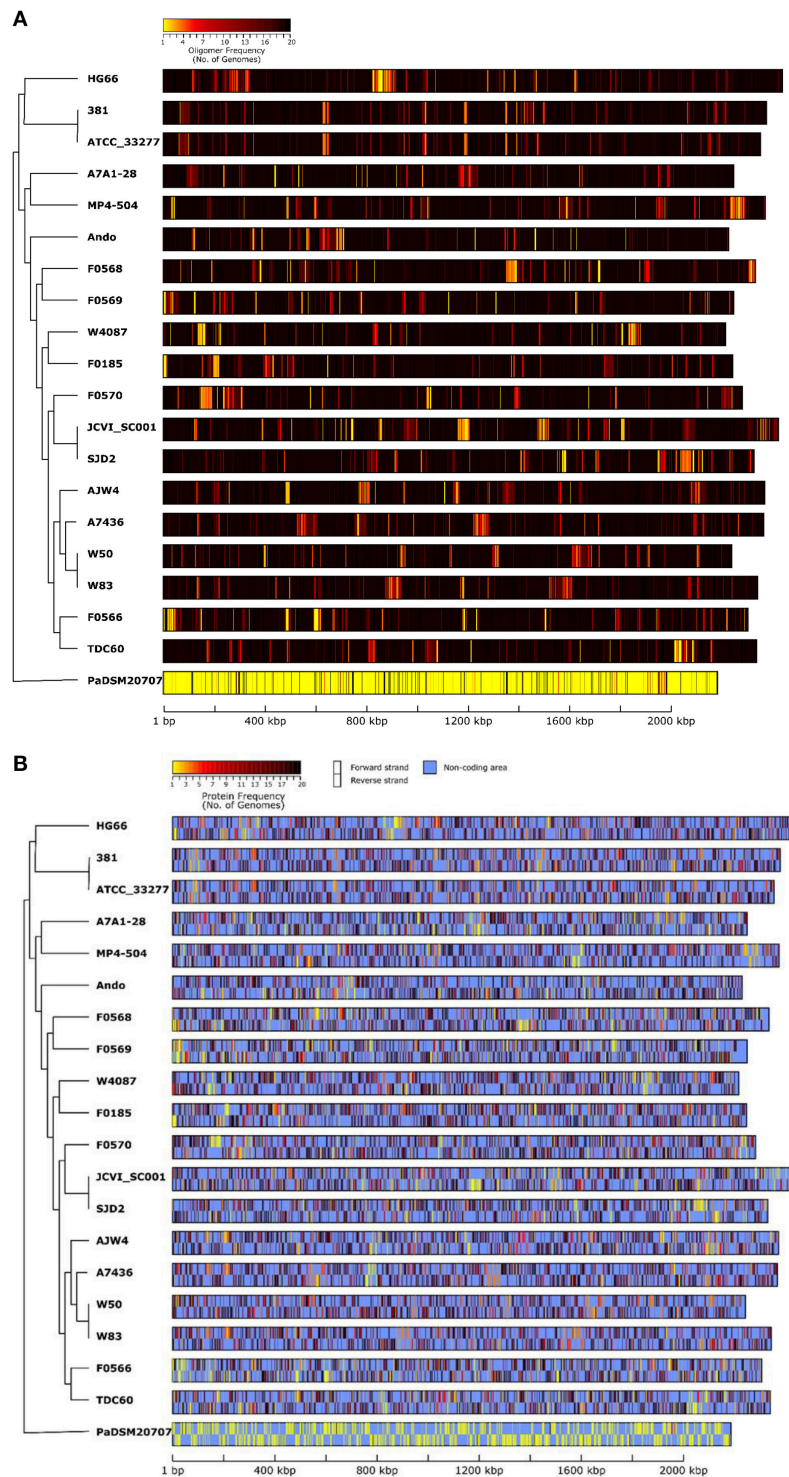 A
1 4 7 10 13 16 20
Oligomer Frequency
(No. of Genomes)
HG66
381
ATCC_33277
A7A1-28
MP4-504
Ando
F0568
F0569
W4087
F0185
F0570
JCVI_SC001
SJD2
AJW4
A7436
W50
W83
F0566
TDC60
PaDSM20707
1 bp 400 kbp 800 kbp 1200 kbp 1600 kbp 2000 kbp
B
1 3 5 7 9 11 13 15 17 20
Protein Frequency
(No. of Genomes)
Forward strand
Reverse strand
Non-coding area
HG66
381
ATCC_33277
A7A1-28
MP4-504
Ando
F0568
F0569
W4087
F0185
F0570
JCVI_SC001
SJD2
AJW4
A7436
W50
W83
F0566
TDC60
PaDSM20707
1 bp 400 kbp 800 kbp 1200 kbp 1600 kbp 2000 kbp